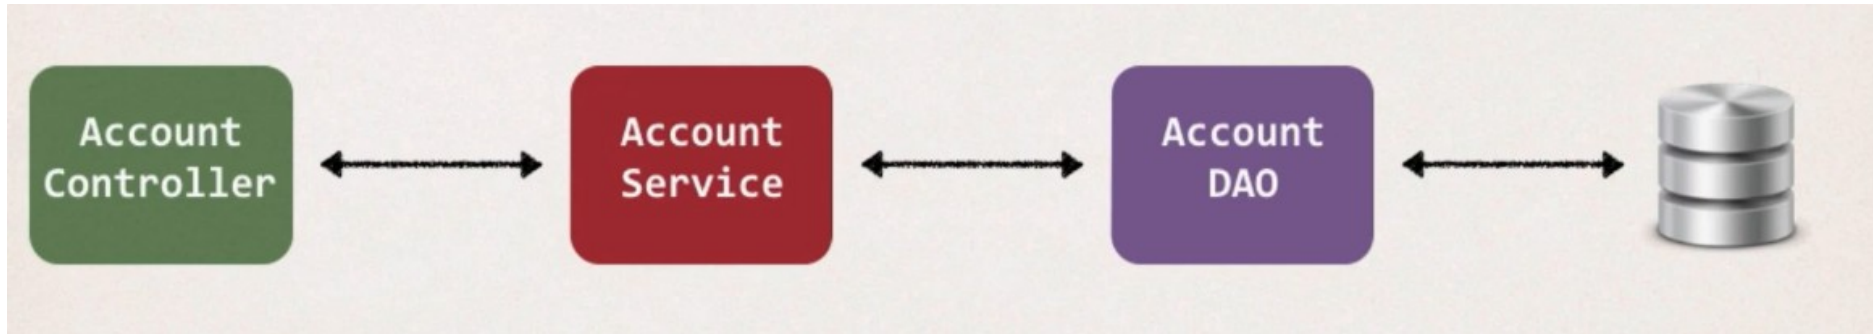 Account
Controller
Account
Service
Account
DAO